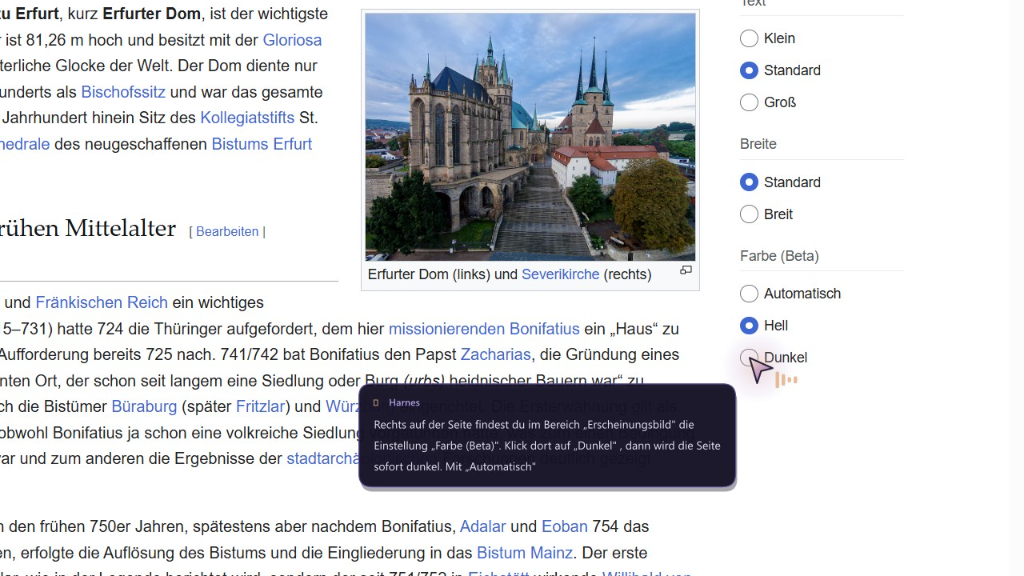 zu Erfurt, kurz Erfurter Dom, ist der wichtigste
r ist 81,26 m hoch und besitzt mit der Gloriosa
terliche Glocke der Welt. Der Dom diente nur
underts als Bischofssitz und war das gesamte
Jahrhundert hinein Sitz des Kollegiatstifts St.
hedrale des neugeschaffenen Bistums Erfurt
rühen Mittelalter [ Bearbeiten |
Erfurter Dom (links) und Severikirche (rechts)
und Fränkischen Reich ein wichtiges
5–731) hatte 724 die Thüringer aufgefordert, dem hier missionierenden Bonifatius ein „Haus“ zu
Aufforderung bereits 725 nach. 741/742 bat Bonifatius den Papst Zacharias, die Gründung eines
nten Ort, der schon seit langem eine Siedlung oder Burg (urbs) heidnischer Bauern war“ zu
ch die Bistümer Büraburg (später Fritzlar) und Würz
obwohl Bonifatius ja schon eine volkreiche Siedlung
var und zum anderen die Ergebnisse der stadtarchä
Harnes
Rechts auf der Seite findest du im Bereich „Erscheinungsbild“ die
Einstellung „Farbe (Beta)“. Klick dort auf „Dunkel“ , dann wird die Seite
sofort dunkel. Mit „Automatisch“
n den frühen 750er Jahren, spätestens aber nachdem Bonifatius, Adalar und Eoban 754 das
en, erfolgte die Auflösung des Bistums und die Eingliederung in das Bistum Mainz. Der erste
Text
Klein
Standard
Groß
Breite
Standard
Breit
Farbe (Beta)
Automatisch
Hell
Dunkel